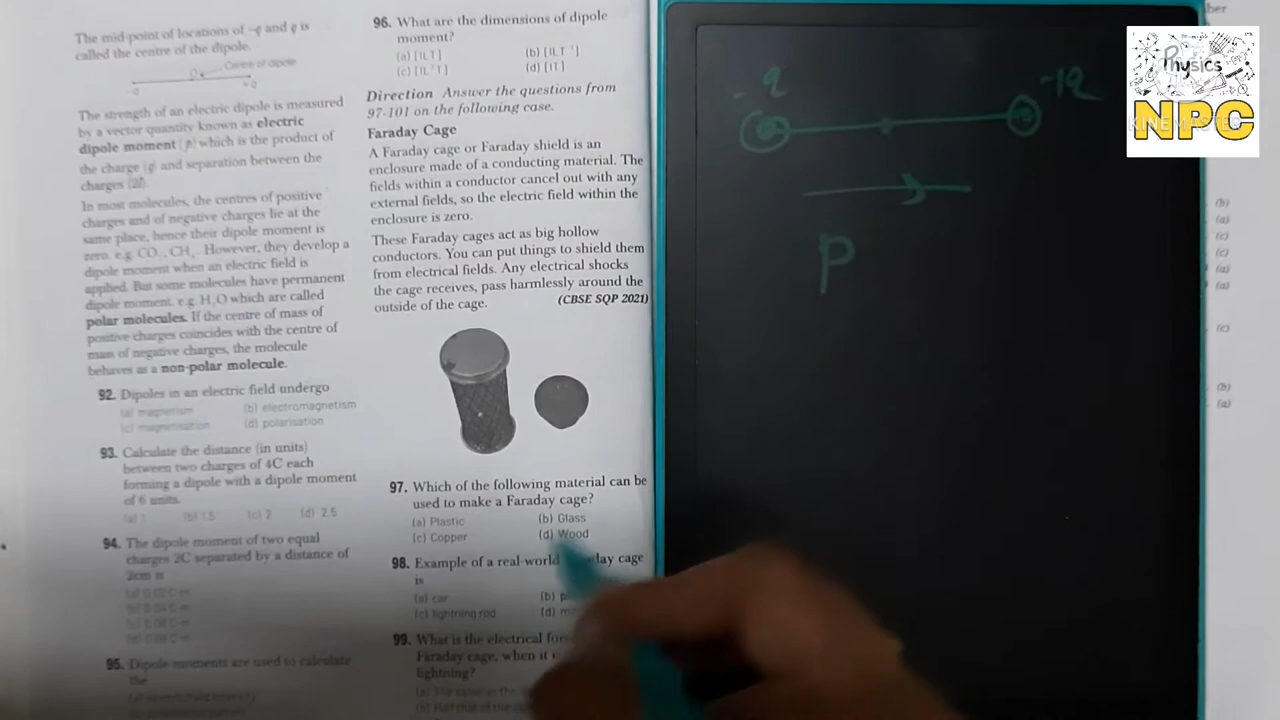 The mid-point of locations of -q and q is
called the centre of the dipole.
Centre of dipole
-q
+q
The strength of an electric dipole is measured
by a vector quantity known as electric
dipole moment (p) which is the product of
the charge (q) and separation between the
charges (2l).
In most molecules, the centres of positive
charges and of negative charges lie at the
same place, hence their dipole moment is
zero. e.g. CO₂, CH₄. However, they develop a
dipole moment when an electric field is
applied. But some molecules have permanent
dipole moment. e.g. H₂O which are called
polar molecules. If the centre of mass of
positive charges coincides with the centre of
mass of negative charges, the molecule
behaves as a non-polar molecule.
92. Dipoles in an electric field undergo
(a) magnetism (b) electromagnetism
(c) magnetisation (d) polarisation
93. Calculate the distance (in units)
between two charges of 4C each
forming a dipole with a dipole moment
of 6 units.
(a) 1 (b) 1.5 (c) 2 (d) 2.5
94. The dipole moment of two equal
charges 2C separated by a distance of
2cm is
95. Dipole moments are used to calculate
the
96. What are the dimensions of dipole
moment?
(a) [ILT]
(c) [IL T] (d) [IT]
Direction Answer the questions from
97-101 on the following case.
Faraday Cage
A Faraday cage or Faraday shield is an
enclosure made of a conducting material. The
fields within a conductor cancel out with any
external fields, so the electric field within the
enclosure is zero.
These Faraday cages act as big hollow
conductors. You can put things to shield them
from electrical fields. Any electrical shocks
the cage receives, pass harmlessly around the
outside of the cage. (CBSE SQP 2021)
97. Which of the following material can be
used to make a Faraday cage?
(a) Plastic (b) Glass
(c) Copper (d) Wood
98. Example of a real-world cage
is
(a) car (b)
(c) lightning rod (d)
99. What is the electrical
Faraday cage, when it
lightning?
-q
P
Physics
NPC
KINEMASTER
(b)
(a)
(c)
(c)
(a)
(a)
(c)
(b)
(a)